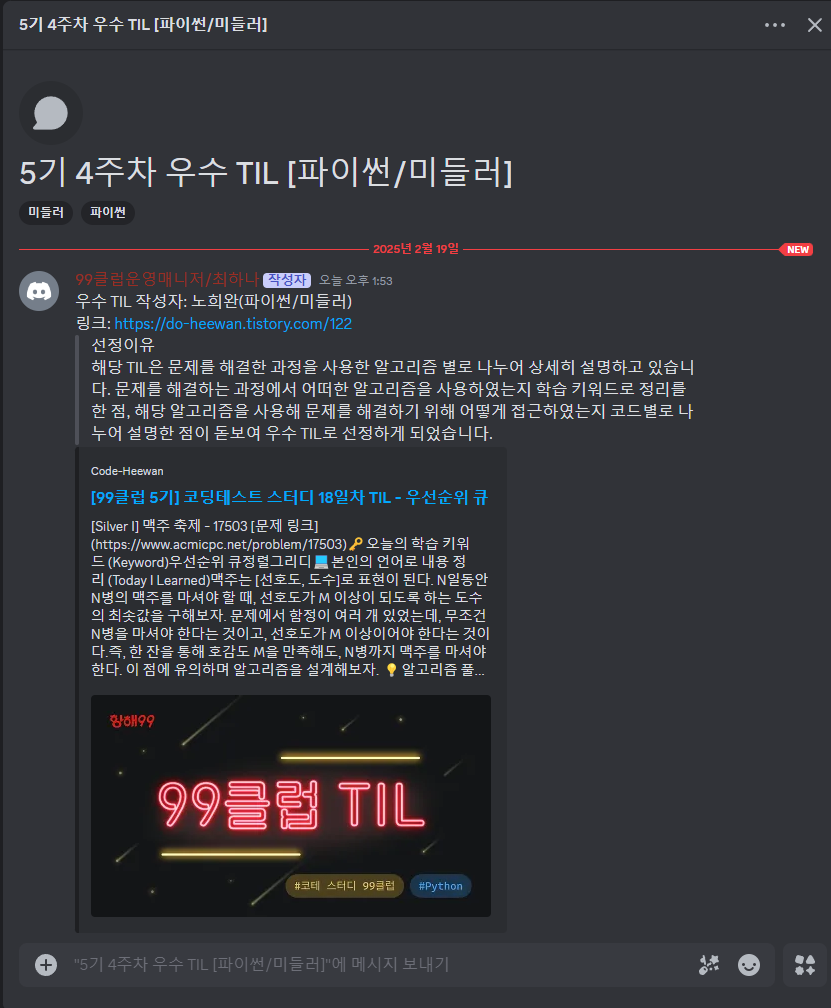 5기 4주차 우수 TIL [파이썬/미들러]
5기 4주차 우수 TIL [파이썬/미들러]
미들러 파이썬
2025년 2월 19일 NEW
99클럽운영매니저/최하나 작성자 오늘 오후 1:53
우수 TIL 작성자: 노희완(파이썬/미들러)
링크: https://do-heewan.tistory.com/122
선정이유
해당 TIL은 문제를 해결한 과정을 사용한 알고리즘 별로 나누어 상세히 설명하고 있습니
다. 문제를 해결하는 과정에서 어떠한 알고리즘을 사용하였는지 학습 키워드로 정리를
한 점, 해당 알고리즘을 사용해 문제를 해결하기 위해 어떻게 접근하였는지 코드별로 나
누어 설명한 점이 돋보여 우수 TIL로 선정하게 되었습니다.
Code-Heewan
[99클럽 5기] 코딩테스트 스터디 18일차 TIL - 우선순위 큐
[Silver I] 맥주 축제 - 17503 [문제 링크]
(https://www.acmicpc.net/problem/17503)🔑 오늘의 학습 키워
드 (Keyword)우선순위 큐정렬그리디 💻 본인의 언어로 내용 정
리 (Today I Learned)맥주는 [선호도, 도수]로 표현이 된다. N일동안
N병의 맥주를 마셔야 할 때, 선호도가 M 이상이 되도록 하는 도수
의 최솟값을 구해보자. 문제에서 함정이 여러 개 있었는데, 무조건
N병을 마셔야 한다는 것이고, 선호도가 M 이상이어야 한다는 것이
다.즉, 한 잔을 통해 호감도 M을 만족해도, N병까지 맥주를 마셔야
한다. 이 점에 유의하며 알고리즘을 설계해보자. 💡 알고리즘 풀...
항해99
99클럽 TIL
#코테 스터디 99클럽 #Python
"5기 4주차 우수 TIL [파이썬/미들러]"에 메시지 보내기